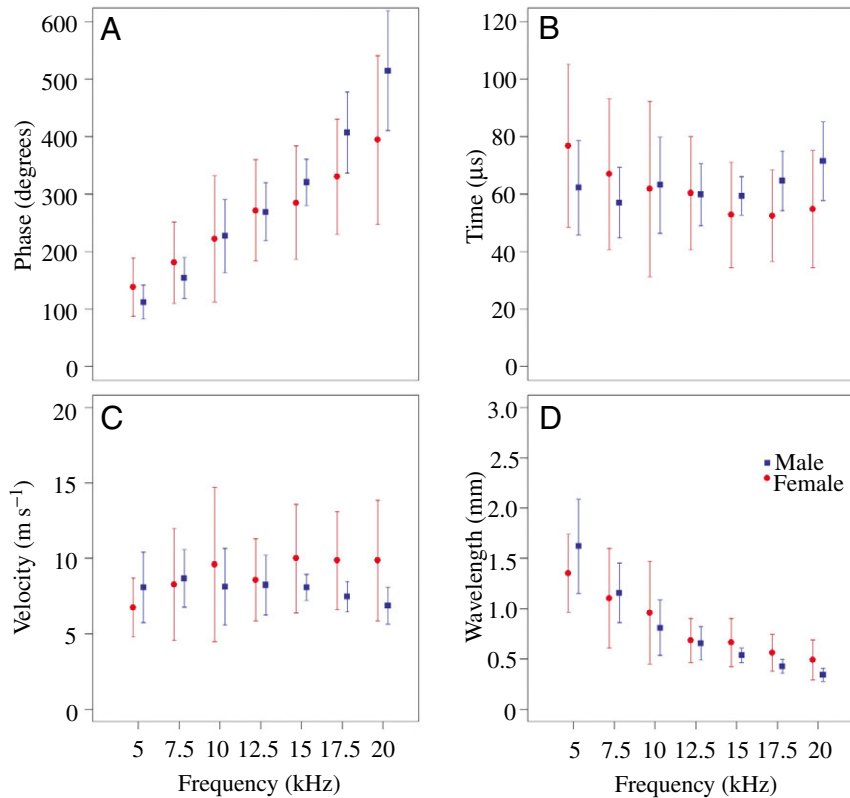 A
Phase (degrees)
600
500
400
300
200
100
0
B
Time (µs)
120
100
80
60
40
20
0
C
Velocity (m s⁻¹)
20
15
10
5
0
5 7.5 10 12.5 15 17.5 20
Frequency (kHz)
D
Wavelength (mm)
3.0
2.5
2.0
1.5
1.0
0.5
0
Male
Female
5 7.5 10 12.5 15 17.5 20
Frequency (kHz)